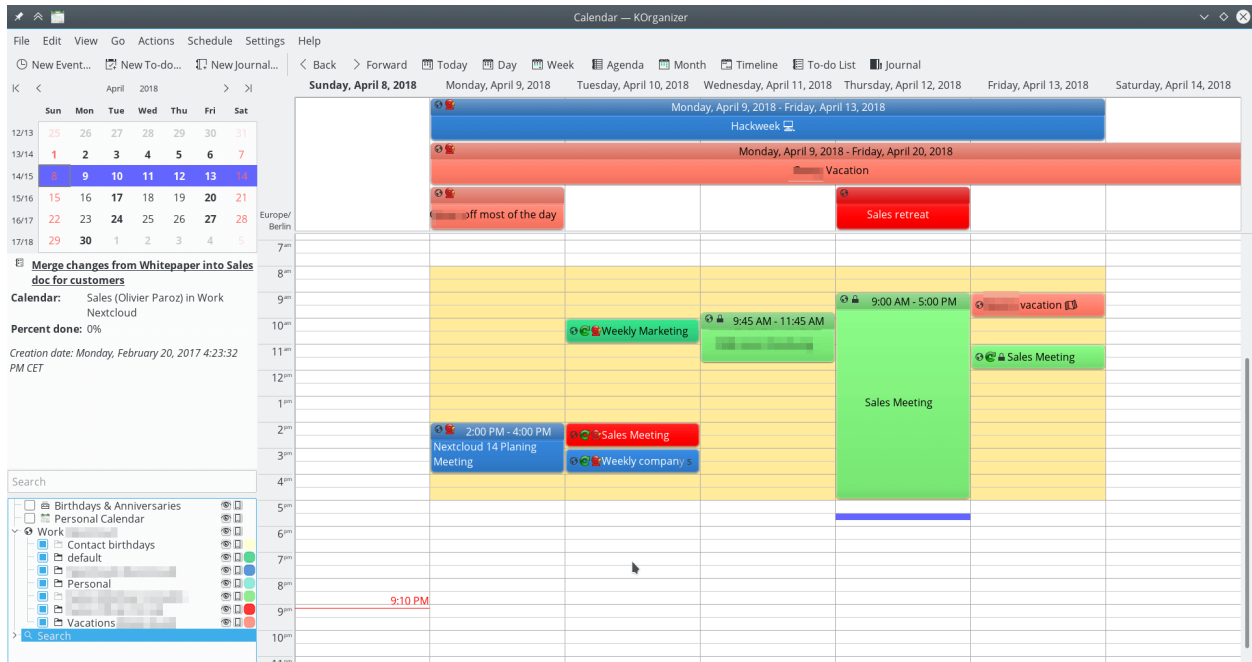 Calendar — KOrganizer
File Edit View Go Actions Schedule Settings Help
New Event... New To-do... New Journal... Back Forward Today Day Week Agenda Month Timeline To-do List Journal
April 2018
Sun Mon Tue Wed Thu Fri Sat
12/13 25 26 27 28 29 30 31
13/14 1 2 3 4 5 6 7
14/15 8 9 10 11 12 13 14
15/16 15 16 17 18 19 20 21
16/17 22 23 24 25 26 27 28
17/18 29 30 1 2 3 4 5
Merge changes from Whitepaper into Sales
doc for customers
Calendar: Sales (Olivier Paroz) in Work
Nextcloud
Percent done: 0%
Creation date: Monday, February 20, 2017 4:23:32
PM CET
Search
Birthdays & Anniversaries
Personal Calendar
Work
Contact birthdays
default
Personal
Vacations
Search
Sunday, April 8, 2018 Monday, April 9, 2018 Tuesday, April 10, 2018 Wednesday, April 11, 2018 Thursday, April 12, 2018 Friday, April 13, 2018 Saturday, April 14, 2018
Monday, April 9, 2018 - Friday, April 13, 2018
Hackweek
Monday, April 9, 2018 - Friday, April 20, 2018
Vacation
Europe/
Berlin
off most of the day
Sales retreat
7am
8am
9am
9:00 AM - 5:00 PM
vacation
10am
Weekly Marketing
9:45 AM - 11:45 AM
11am
Sales Meeting
12pm
1pm
Sales Meeting
2pm
2:00 PM - 4:00 PM
Nextcloud 14 Planing
Meeting
Sales Meeting
3pm
Weekly company s
4pm
5pm
6pm
7pm
8pm
9:10 PM
9pm
10pm